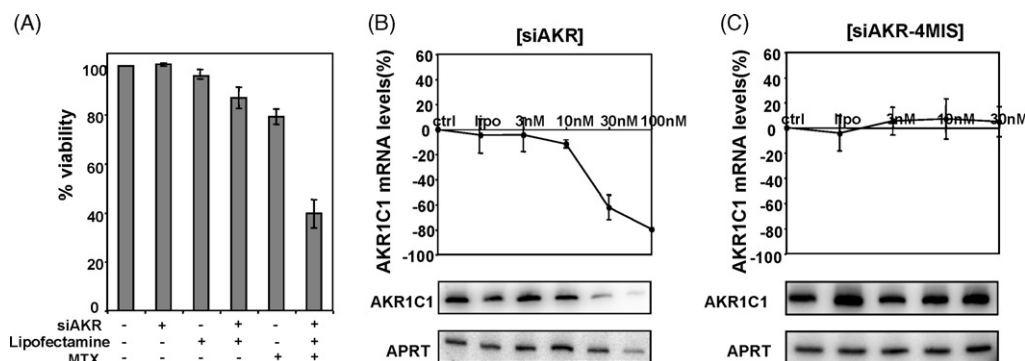 (A)
% viability
100
80
60
40
0
siAKR - + - + - +
Lipofectamine - - + + - +
MTX - - - - + +
(B)
[siAKR]
AKR1C1 mRNA levels(%)
60
40
20
0
-20
-40
-60
-80
-100
ctrl lipo 3nM 10nM 30nM 100nM
AKR1C1
APRT
(C)
[siAKR-4MIS]
AKR1C1 mRNA levels(%)
60
40
20
0
-20
-40
-60
-80
-100
ctrl lipo 3nM 10nM 30nM
AKR1C1
APRT